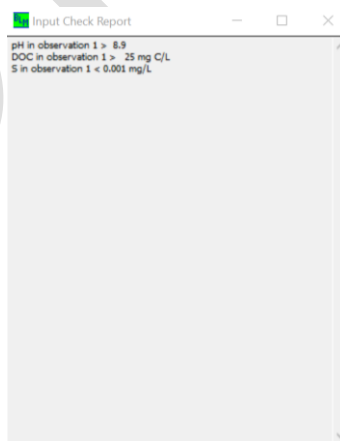 Input Check Report
pH in observation 1 > 8.9
DOC in observation 1 > 25 mg C/L
S in observation 1 < 0.001 mg/L